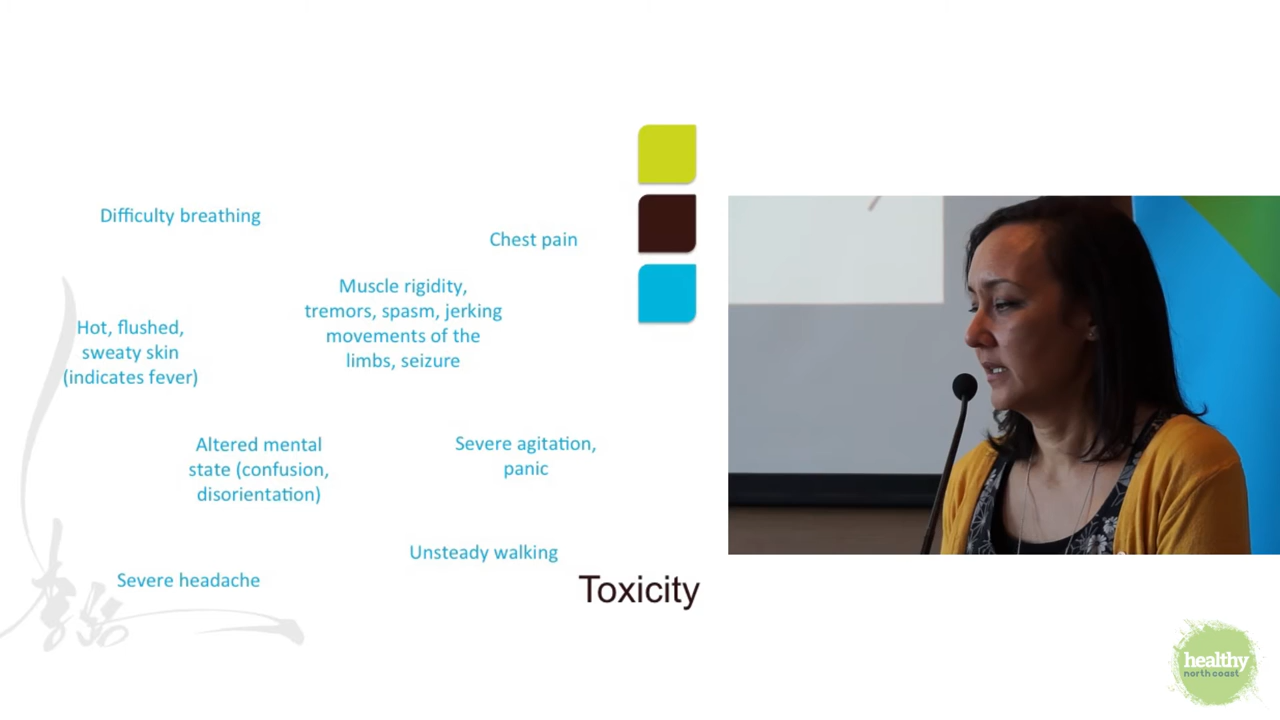 Difficulty breathing
Chest pain
Muscle rigidity,
tremors, spasm, jerking
movements of the
limbs, seizure
Hot, flushed,
sweaty skin
(indicates fever)
Altered mental
state (confusion,
disorientation)
Severe agitation,
panic
Unsteady walking
Severe headache
Toxicity
healthy
north coast